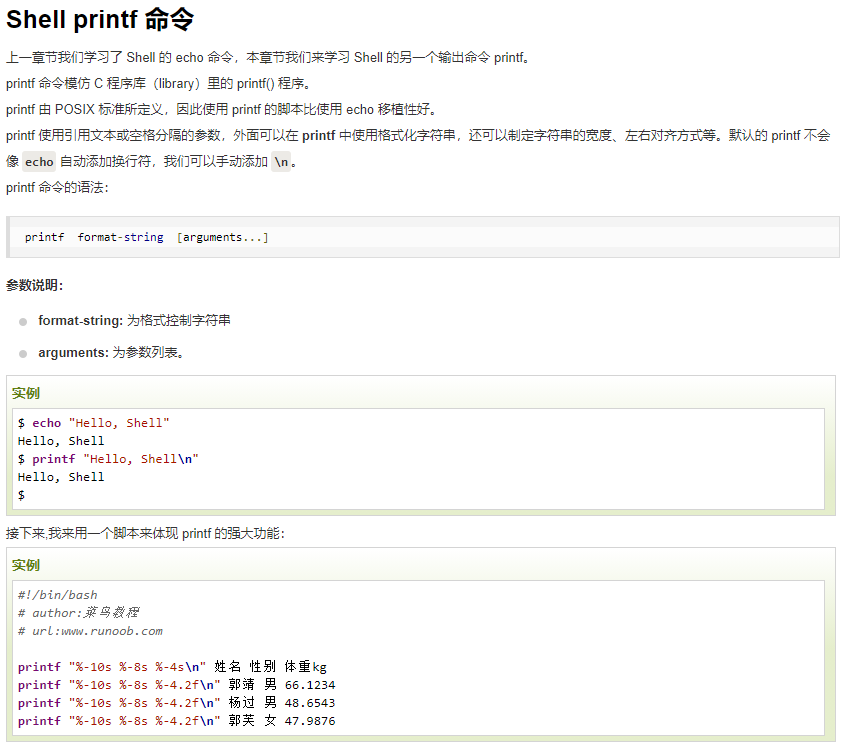 Shell printf 命令
上一章节我们学习了 Shell 的 echo 命令，本章节我们来学习 Shell 的另一个输出命令 printf。
printf 命令模仿 C 程序库（library）里的 printf() 程序。
printf 由 POSIX 标准所定义，因此使用 printf 的脚本比使用 echo 移植性好。
printf 使用引用文本或空格分隔的参数，外面可以在 printf 中使用格式化字符串，还可以制定字符串的宽度、左右对齐方式等。默认的 printf 不会
像 echo 自动添加换行符，我们可以手动添加 \n。
printf 命令的语法：
printf  format-string  [arguments...]
参数说明：
format-string: 为格式控制字符串
arguments: 为参数列表。
实例
$ echo "Hello, Shell"
Hello, Shell
$ printf "Hello, Shell\n"
Hello, Shell
$
接下来,我来用一个脚本来体现 printf 的强大功能：
实例
#!/bin/bash
# author:菜鸟教程
# url:www.runoob.com
printf "%-10s %-8s %-4s\n" 姓名 性别 体重kg
printf "%-10s %-8s %-4.2f\n" 郭靖 男 66.1234
printf "%-10s %-8s %-4.2f\n" 杨过 男 48.6543
printf "%-10s %-8s %-4.2f\n" 郭芙 女 47.9876